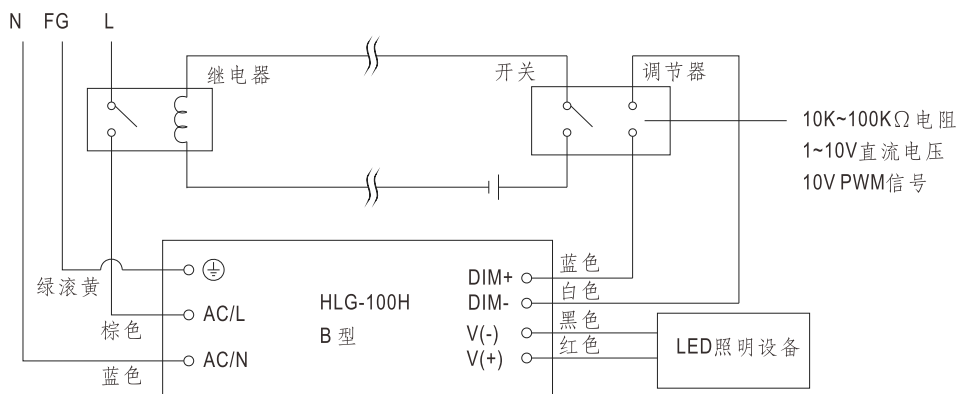 N FG L
继电器
开关
调节器
10K~100KΩ电阻
1~10V直流电压
10V PWM信号
绿滚黄
棕色
蓝色
AC/L
AC/N
HLG-100H
B型
DIM+
DIM-
V(-)
V(+)
蓝色
白色
黑色
红色
LED照明设备